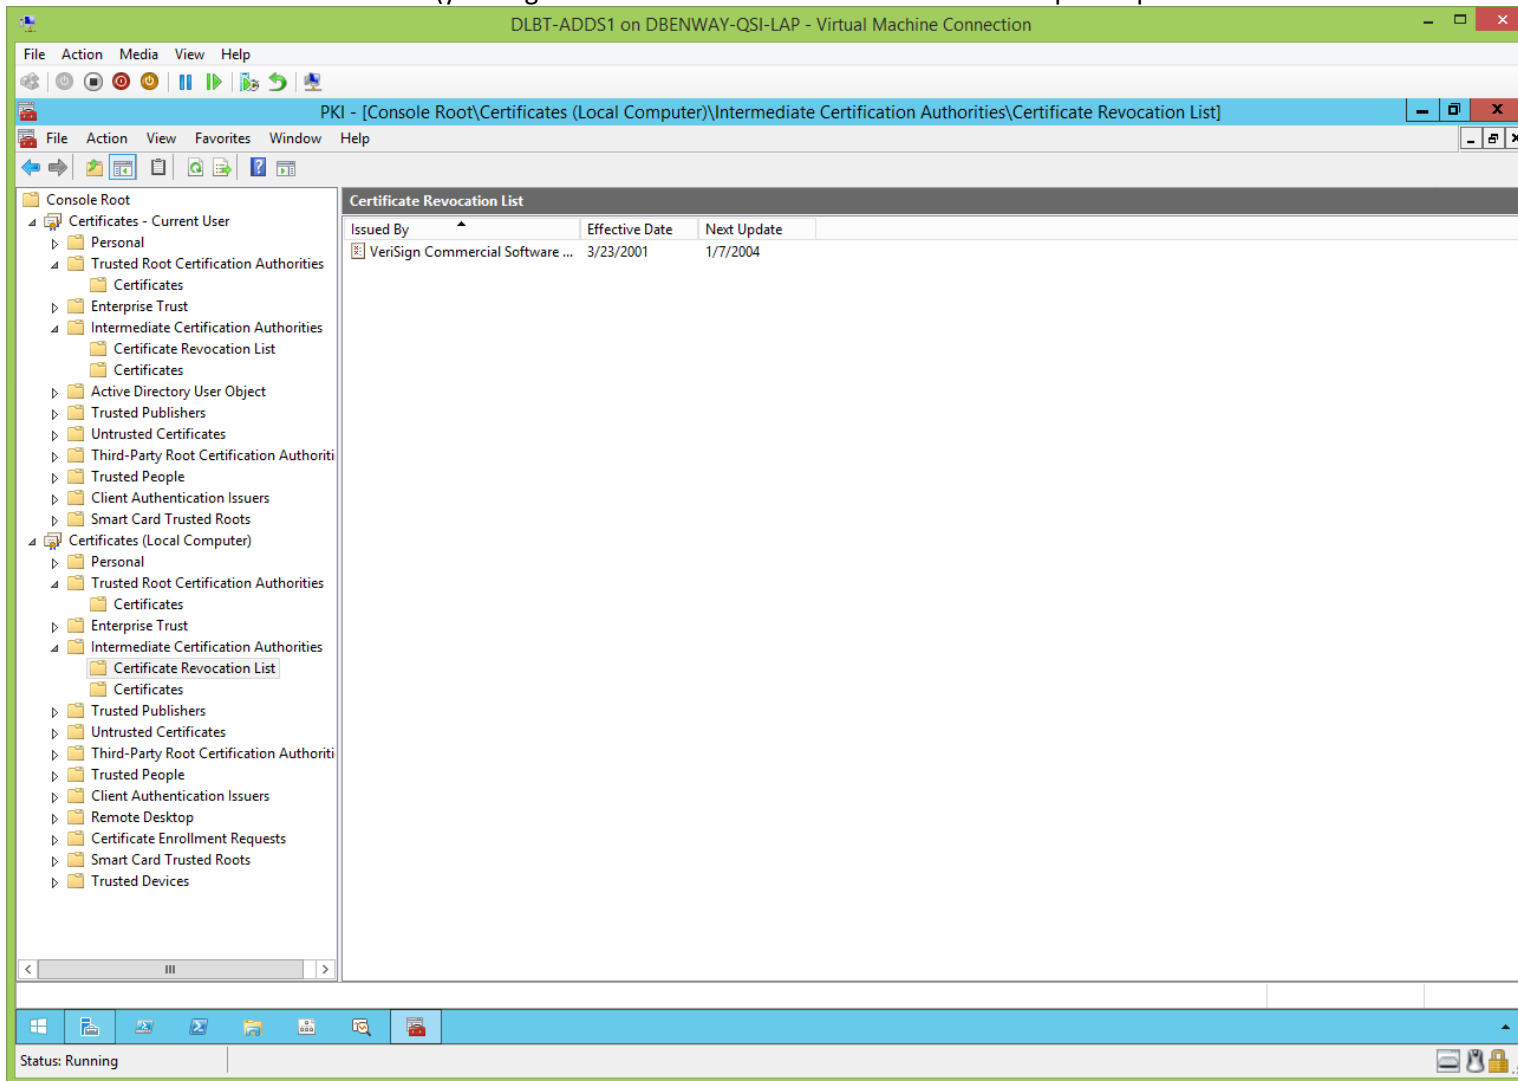 DLBT-ADDS1 on DBENWAY-QSI-LAP - Virtual Machine Connection
File Action Media View Help
PKI - [Console Root\Certificates (Local Computer)\Intermediate Certification Authorities\Certificate Revocation List]
File Action View Favorites Window Help
Console Root
Certificates - Current User
Personal
Trusted Root Certification Authorities
Certificates
Enterprise Trust
Intermediate Certification Authorities
Certificate Revocation List
Certificates
Active Directory User Object
Trusted Publishers
Untrusted Certificates
Third-Party Root Certification Authoriti
Trusted People
Client Authentication Issuers
Smart Card Trusted Roots
Certificates (Local Computer)
Personal
Trusted Root Certification Authorities
Certificates
Enterprise Trust
Intermediate Certification Authorities
Certificate Revocation List
Certificates
Trusted Publishers
Untrusted Certificates
Third-Party Root Certification Authoriti
Trusted People
Client Authentication Issuers
Remote Desktop
Certificate Enrollment Requests
Smart Card Trusted Roots
Trusted Devices
Certificate Revocation List
Issued By Effective Date Next Update
VeriSign Commercial Software ... 3/23/2001 1/7/2004
Status: Running